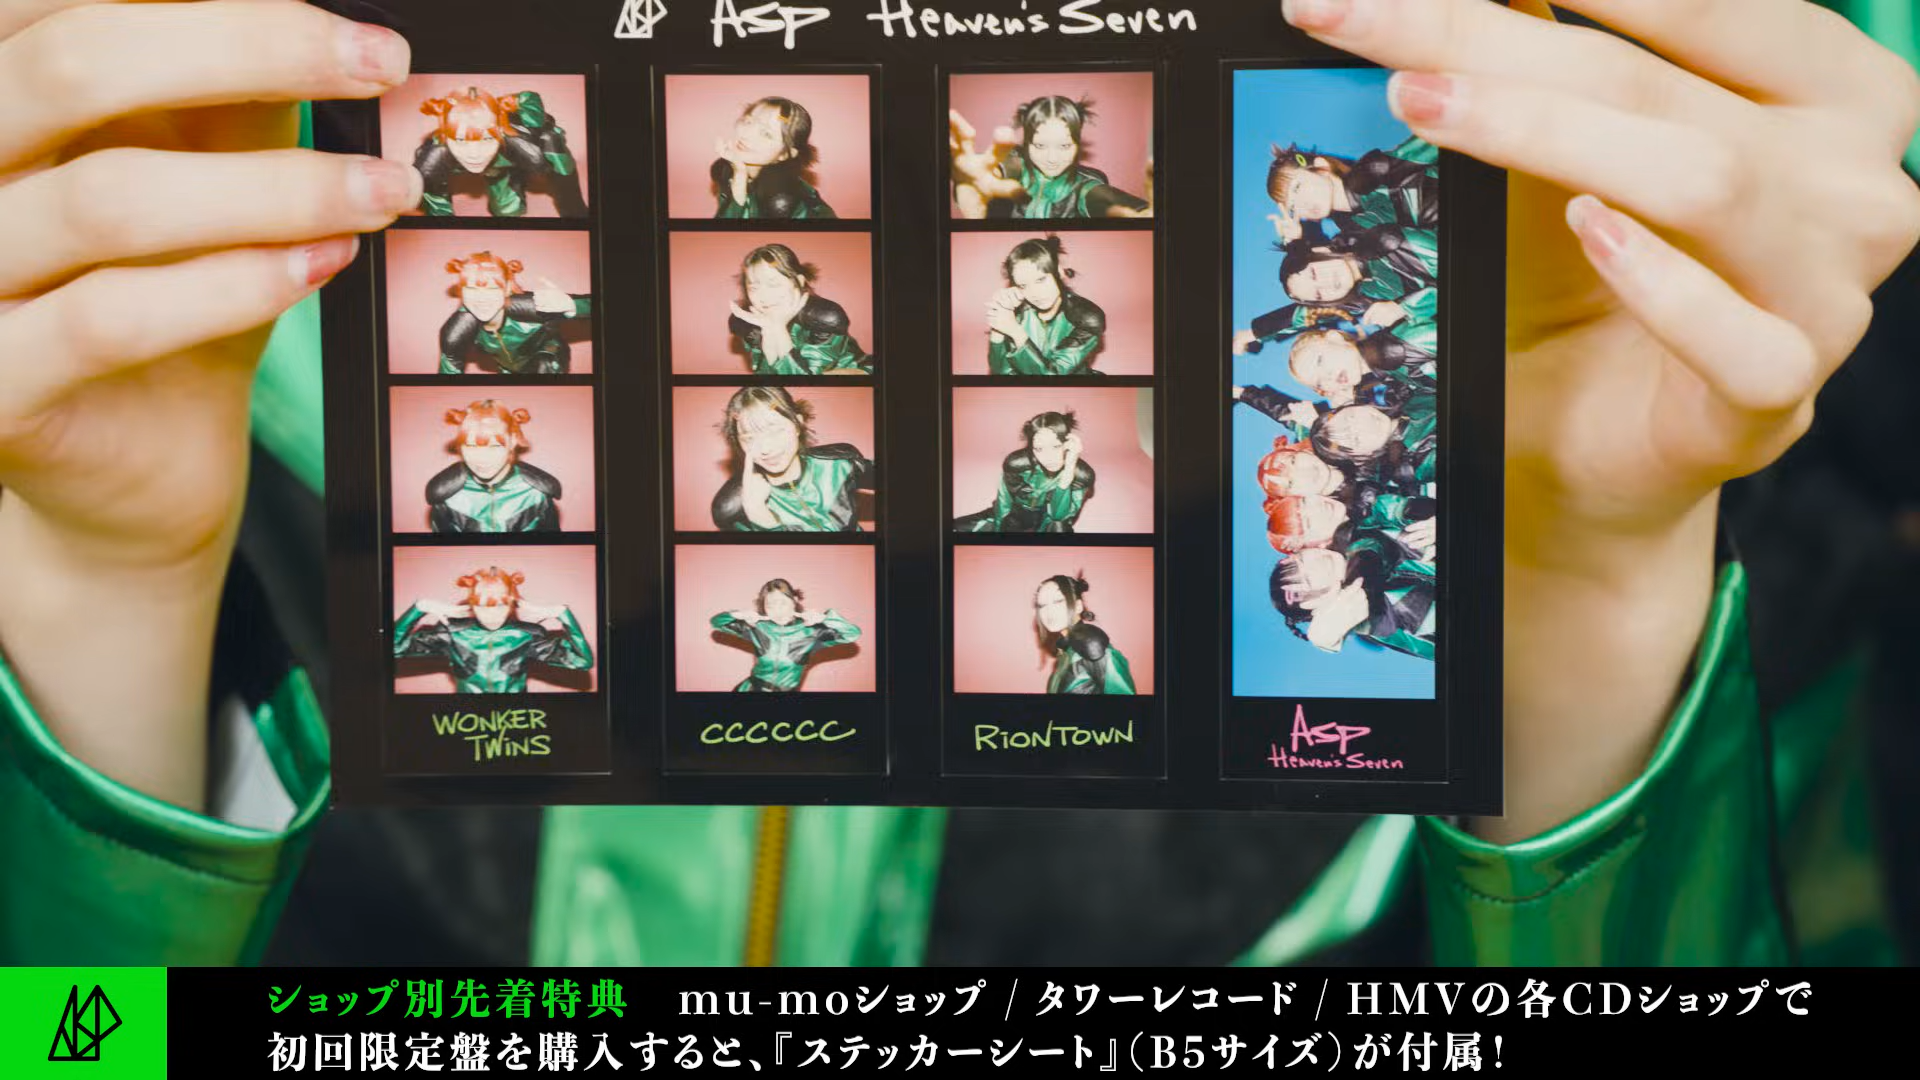 ASP Heaven's Seven
WONKER
TWiNS
CCCCCC
RiONTOWN
ASP
Heaven's Seven
ショップ別先着特典　mu-moショップ / タワーレコード / HMVの各CDショップで
初回限定盤を購入すると、『ステッカーシート』（B5サイズ）が付属！